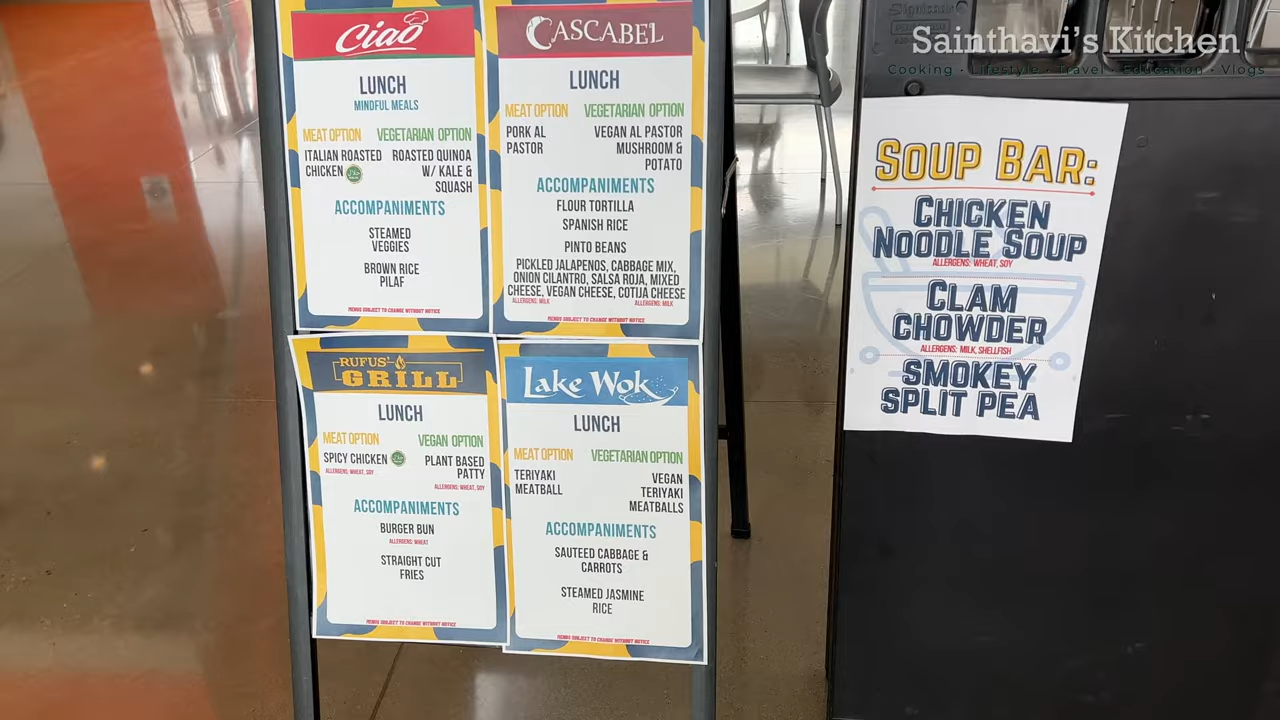 Ciao
LUNCH
MINDFUL MEALS
MEAT OPTION
VEGETARIAN OPTION
ITALIAN ROASTED
CHICKEN
ROASTED QUINOA
W/ KALE &
SQUASH
ACCOMPANIMENTS
STEAMED
VEGGIES
BROWN RICE
PILAF
MENUS SUBJECT TO CHANGE WITHOUT NOTICE
CASCABEL
LUNCH
MEAT OPTION
VEGETARIAN OPTION
PORK AL
PASTOR
VEGAN AL PASTOR
MUSHROOM &
POTATO
ACCOMPANIMENTS
FLOUR TORTILLA
SPANISH RICE
PINTO BEANS
PICKLED JALAPENOS, CABBAGE MIX,
ONION CILANTRO, SALSA ROJA, MIXED
CHEESE, VEGAN CHEESE, COTIJA CHEESE
ALLERGENS: MILK
ALLERGENS: MILK
MENUS SUBJECT TO CHANGE WITHOUT NOTICE
RUFUS'
GRILL
LUNCH
MEAT OPTION
VEGAN OPTION
SPICY CHICKEN
ALLERGENS: WHEAT, SOY
PLANT BASED
PATTY
ALLERGENS: WHEAT, SOY
ACCOMPANIMENTS
BURGER BUN
ALLERGENS: WHEAT
STRAIGHT CUT
FRIES
MENUS SUBJECT TO CHANGE WITHOUT NOTICE
Lake Wok
LUNCH
MEAT OPTION
VEGETARIAN OPTION
TERIYAKI
MEATBALL
VEGAN
TERIYAKI
MEATBALLS
ACCOMPANIMENTS
SAUTEED CABBAGE &
CARROTS
STEAMED JASMINE
RICE
MENUS SUBJECT TO CHANGE WITHOUT NOTICE
Sainthavi's Kitchen
Cooking · Lifestyle · Travel · Education · Vlogs
SOUP BAR:
CHICKEN
NOODLE SOUP
ALLERGENS: WHEAT, SOY
CLAM
CHOWDER
ALLERGENS: MILK, SHELLFISH
SMOKEY
SPLIT PEA